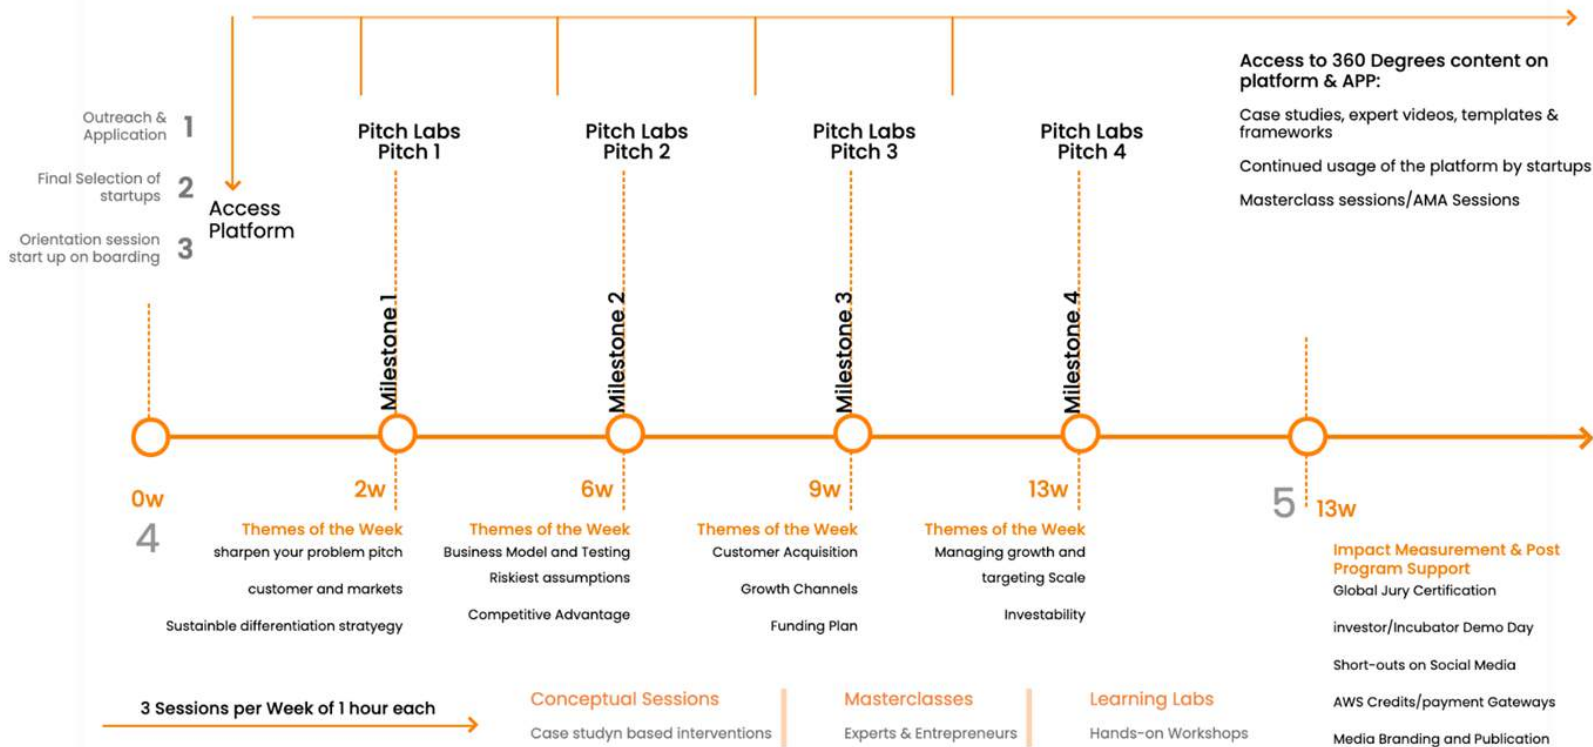 Outreach &
Application
1
Final Selection of
startups
2
Orientation session
start up on boarding
3
Access
Platform
Pitch Labs
Pitch 1
Pitch Labs
Pitch 2
Pitch Labs
Pitch 3
Pitch Labs
Pitch 4
Access to 360 Degrees content on
platform & APP:
Case studies, expert videos, templates &
frameworks
Continued usage of the platform by startups
Masterclass sessions/AMA Sessions
Milestone 1
Milestone 2
Milestone 3
Milestone 4
0w
4
2w
Themes of the Week
sharpen your problem pitch
customer and markets
Sustainble differentiation stratyegy
6w
Themes of the Week
Business Model and Testing
Riskiest assumptions
Competitive Advantage
9w
Themes of the Week
Customer Acquisition
Growth Channels
Funding Plan
13w
Themes of the Week
Managing growth and
targeting Scale
Investability
5
13w
Impact Measurement & Post
Program Support
Global Jury Certification
investor/Incubator Demo Day
Short-outs on Social Media
AWS Credits/payment Gateways
Media Branding and Publication
3 Sessions per Week of 1 hour each
Conceptual Sessions
Case studyn based interventions
Masterclasses
Experts & Entrepreneurs
Learning Labs
Hands-on Workshops